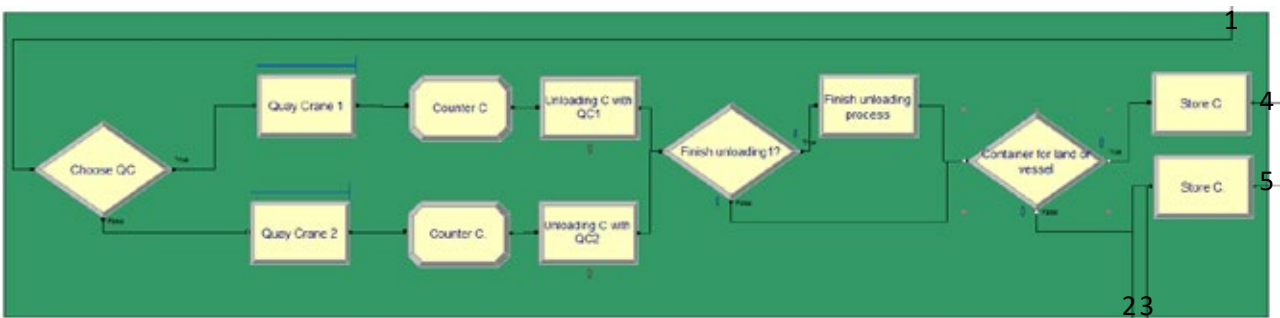 1
Choose QC
True
False
Quay Crane 1
Counter C
Unloading C with
QC1
0
Quay Crane 2
Counter C.
Unloading C with
QC2
0
Finish unloading1?
True
False
Finish unloading
process
Container for land or
vessel
True
False
Store C
4
Store C.
5
2 3